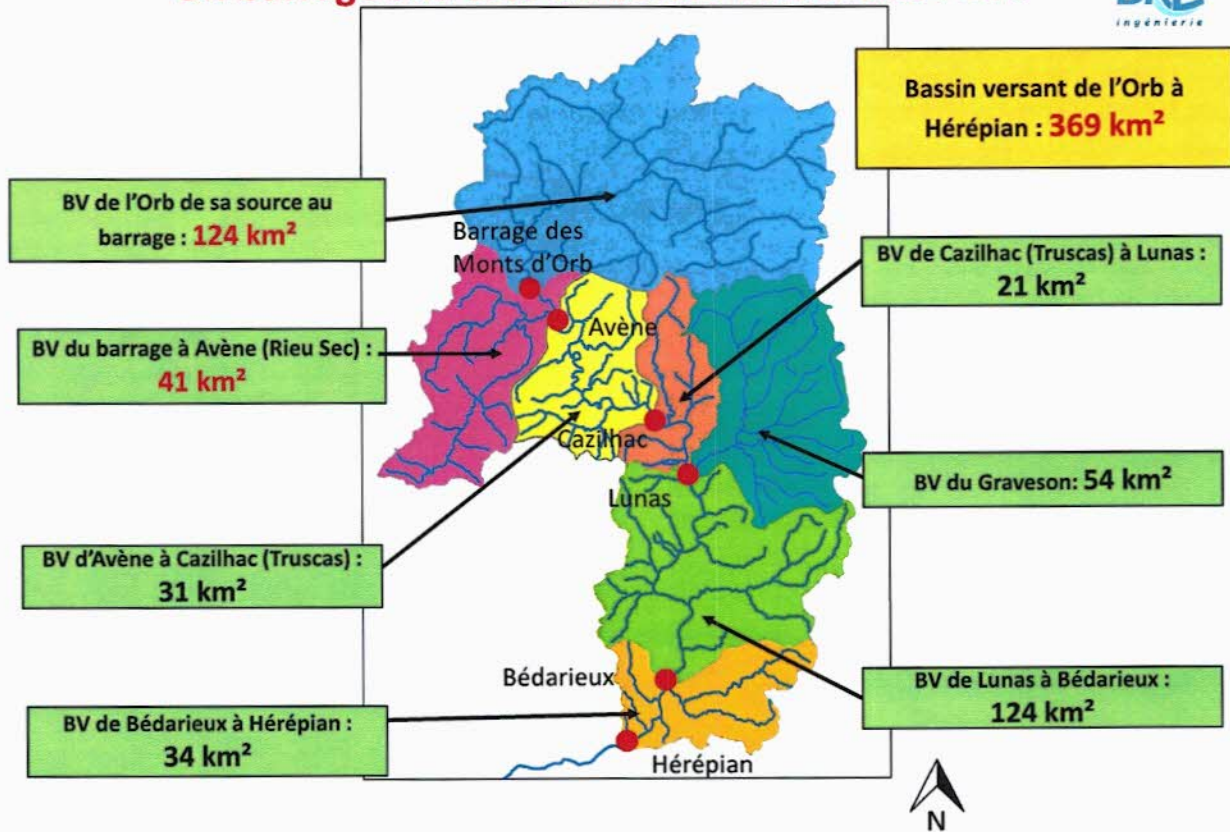 ingénierie
Bassin versant de l'Orb à
Hérépian : 369 km²
BV de l'Orb de sa source au
barrage : 124 km²
Barrage des
Monts d'Orb
BV de Cazilhac (Truscas) à Lunas :
21 km²
Avène
BV du barrage à Avène (Rieu Sec) :
41 km²
Cazilhac
BV du Graveson: 54 km²
Lunas
BV d'Avène à Cazilhac (Truscas) :
31 km²
Bédarieux
BV de Lunas à Bédarieux :
124 km²
BV de Bédarieux à Hérépian :
34 km²
Hérépian
N